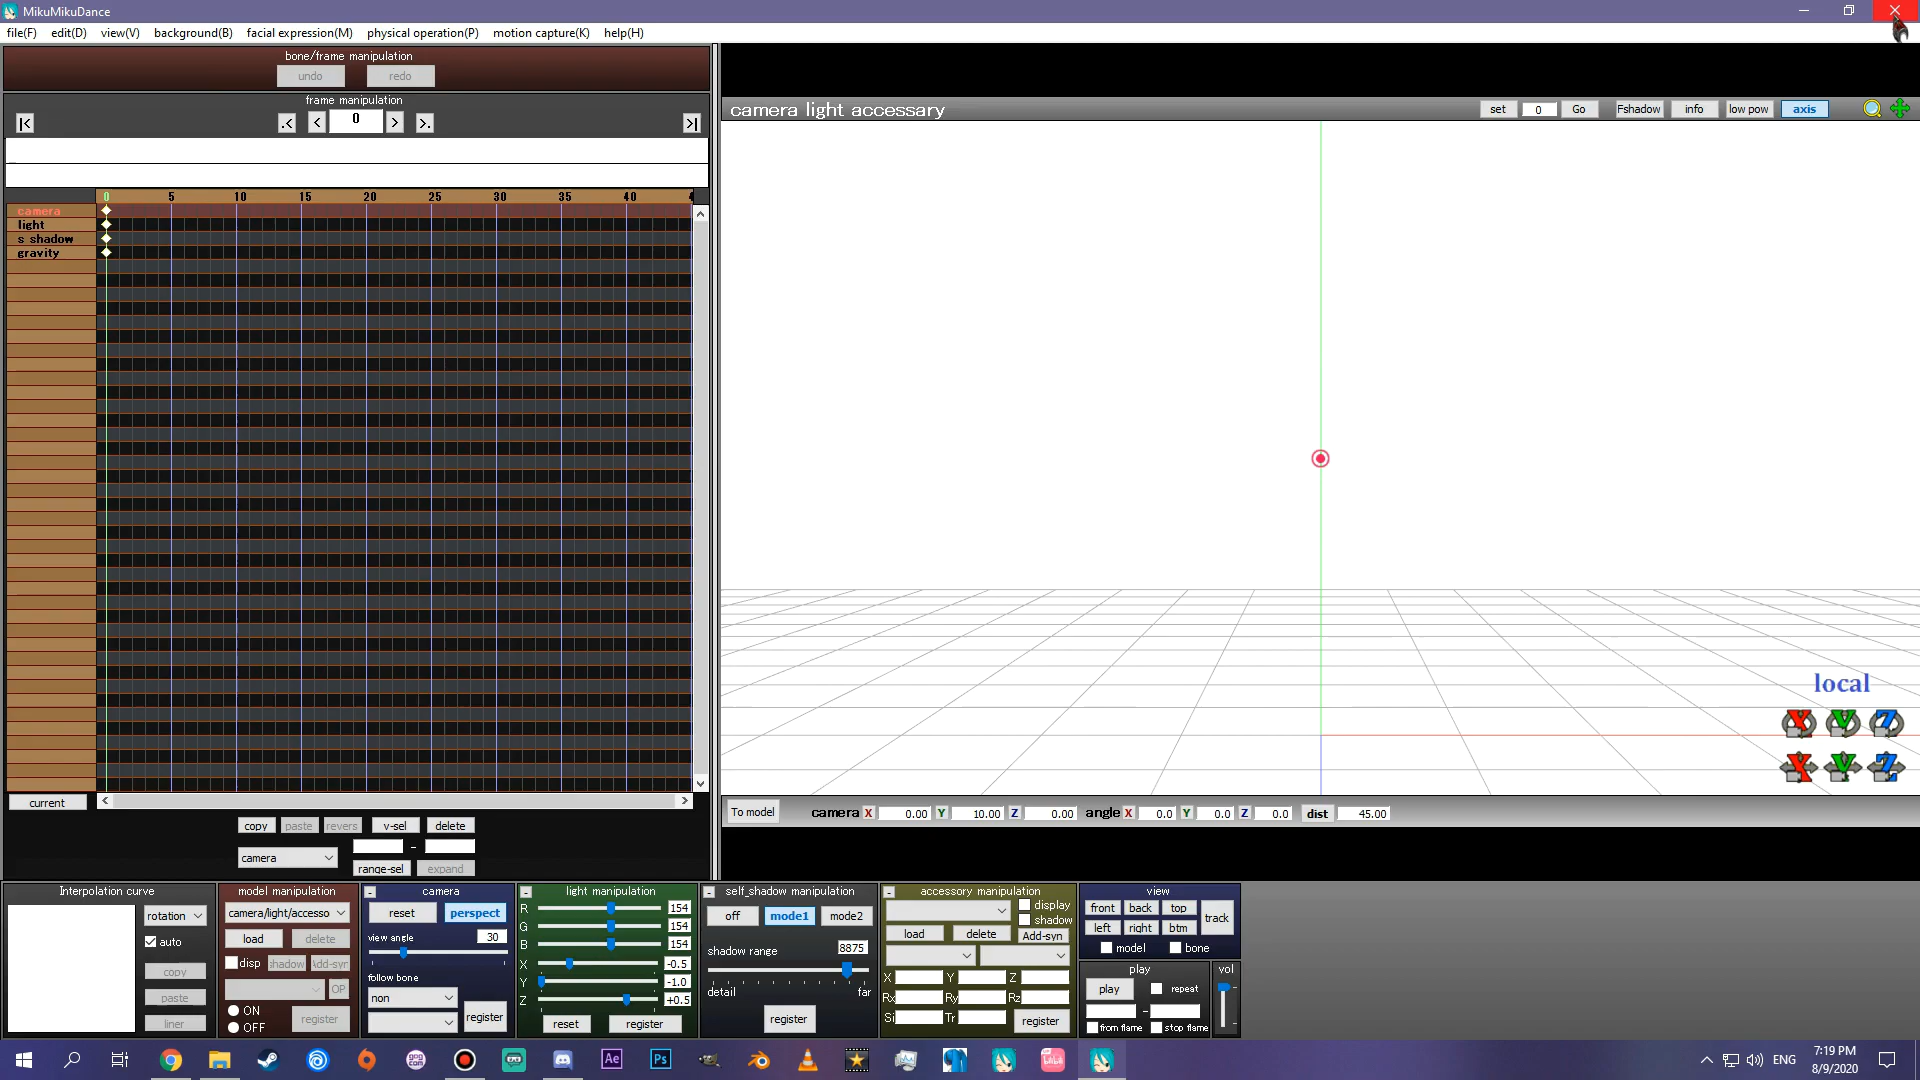 MikuMikuDance
file(F) edit(D) view(V) background(B) facial expression(M) physical operation(P) motion capture(K) help(H)
bone/frame manipulation
undo redo
frame manipulation
|< .< < 0 > >. >|
0 5 10 15 20 25 30 35 40 4
camera
light
s shadow
gravity
current < >
copy paste revers v-sel delete
-
camera range-sel expand
camera light accessary set 0 Go Fshadow info low pow axis
local
X Y Z
X Y Z
To model camera X 0.00 Y 10.00 Z 0.00 angle X 0.0 Y 0.0 Z 0.0 dist 45.00
Interpolation curve
rotation
auto
copy
paste
liner
model manipulation
camera/light/accesso
load delete
disp shadow Add-syn
OP
ON
OFF
register
- camera
reset perspect
view angle 30
follow bone
non
register
- light manipulation
R 154
G 154
B 154
X -0.5
Y -1.0
Z +0.5
reset register
- self_shadow manipulation
off mode1 mode2
shadow range 8875
detail far
register
- accessory manipulation
display
shadow
load delete Add-syn
X Y Z
Rx Ry Rz
Si Tr register
view
front back top
left right btm
track
model bone
play
play repeat
-
from flame stop flame
vol
Ae Ps
ENG
7:19 PM
8/9/2020